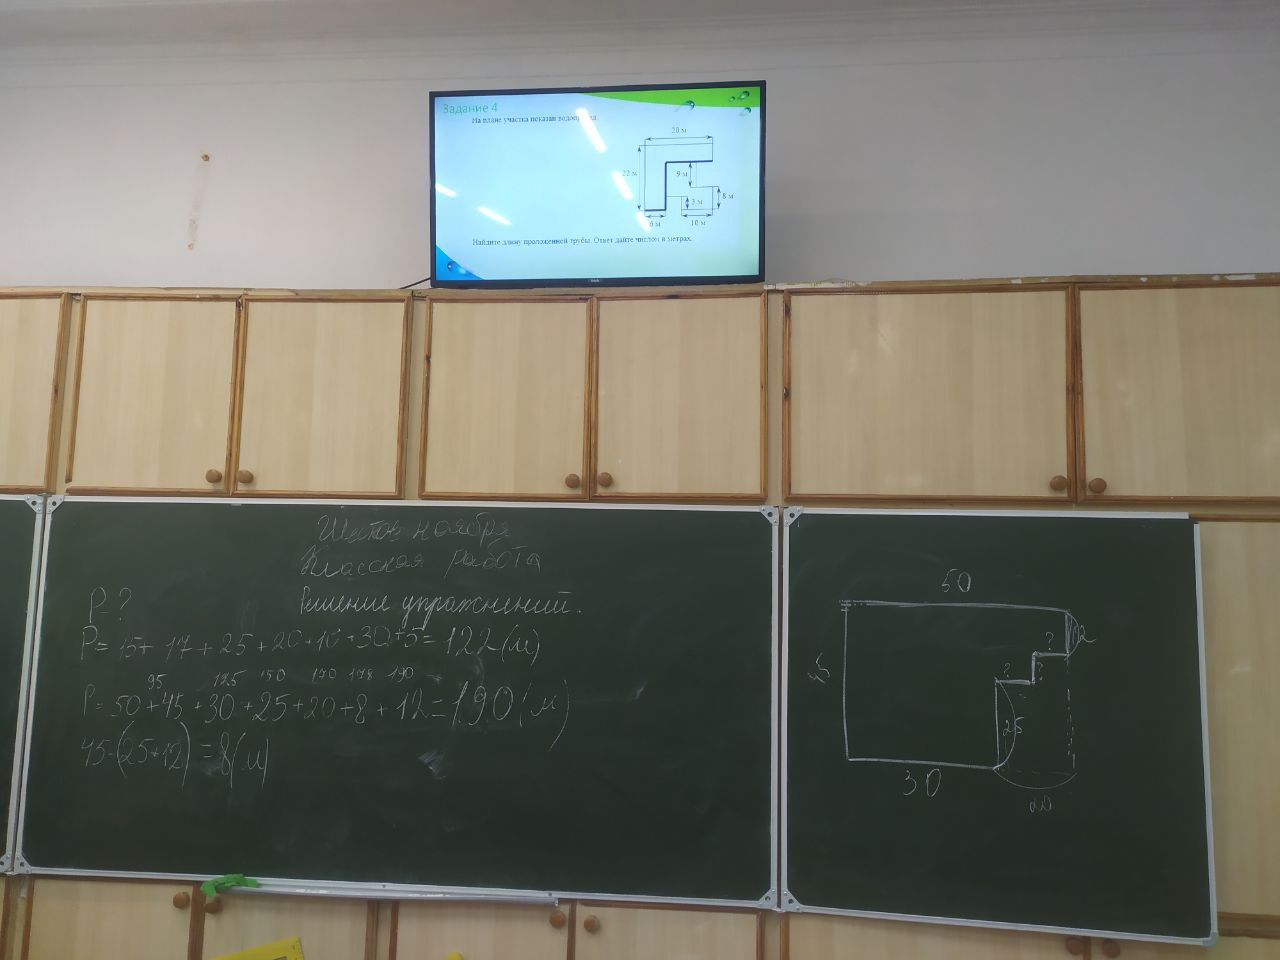 Задание 4
На плане участка показан водопровод
20 м
22 м
9 м
8 м
3 м
6 м
10 м
Найдите длину проложенной трубы. Ответ дайте числом в метрах.
Шестое ноября
Классная работа
Решение упражнений.
P-?
P= 15+ 17 + 25 + 20+10+30+5=122(м)
95 125 150 170 178 190
P= 50+45+30+25+20+8+12=190(м)
45-(25+12)=8(м)
50
12
?
?
?
45
25
30
20